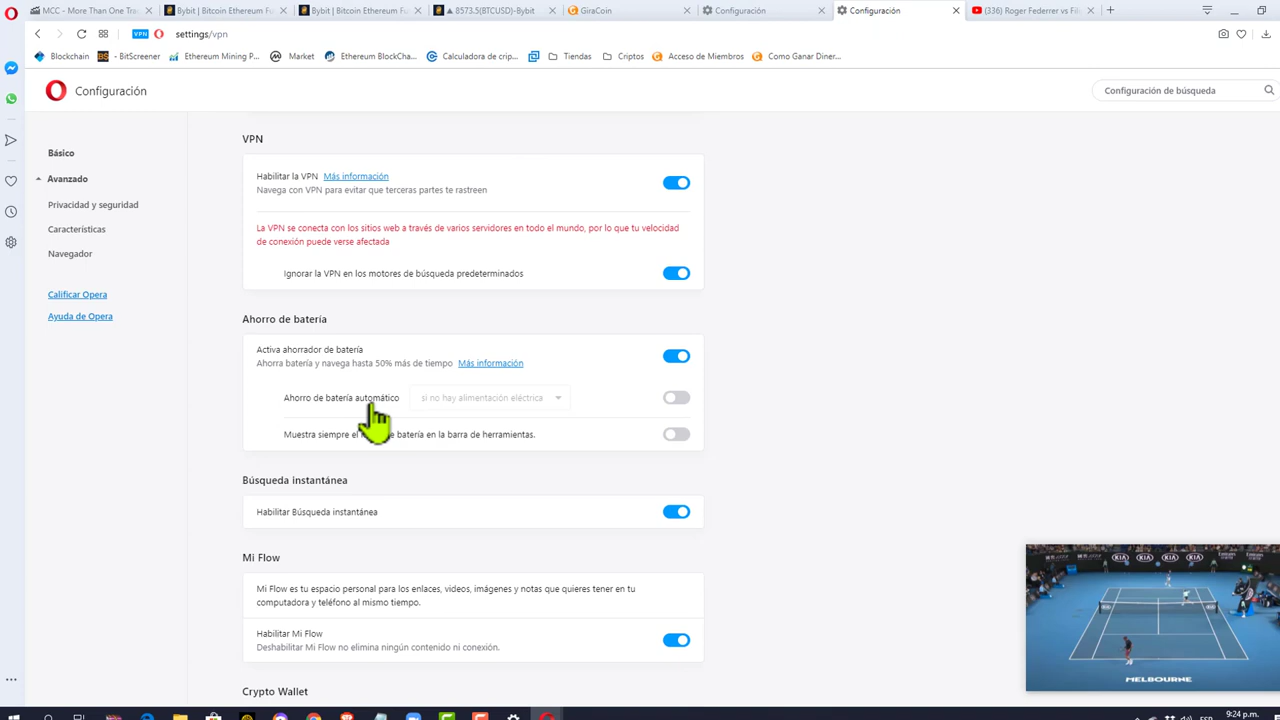 MCC - More Than One Tran
Bybit | Bitcoin Ethereum Fu
Bybit | Bitcoin Ethereum Fu
▲ 8573.5(BTCUSD)-Bybit
GiraCoin
Configuración
Configuración
(336) Roger Federrer vs Fili
VPN
settings/vpn
Blockchain
- BitScreener
Ethereum Mining P...
Market
Ethereum BlockCha...
Calculadora de crip...
Tiendas
Criptos
Acceso de Miembros
Como Ganar Diner...
Configuración
Configuración de búsqueda
Básico
Avanzado
Privacidad y seguridad
Características
Navegador
Calificar Opera
Ayuda de Opera
VPN
Habilitar la VPN Más información
Navega con VPN para evitar que terceras partes te rastreen
La VPN se conecta con los sitios web a través de varios servidores en todo el mundo, por lo que tu velocidad
de conexión puede verse afectada
Ignorar la VPN en los motores de búsqueda predeterminados
Ahorro de batería
Activa ahorrador de batería
Ahorra batería y navega hasta 50% más de tiempo Más información
Ahorro de batería automático si no hay alimentación eléctrica
Muestra siempre el de batería en la barra de herramientas.
Búsqueda instantánea
Habilitar Búsqueda instantánea
Mi Flow
Mi Flow es tu espacio personal para los enlaces, vídeos, imágenes y notas que quieres tener en tu
computadora y teléfono al mismo tiempo.
Habilitar Mi Flow
Deshabilitar Mi Flow no elimina ningún contenido ni conexión.
Crypto Wallet
KIA KIA KIA KIA
MELBOURNE
ESP
9:24 p.m.